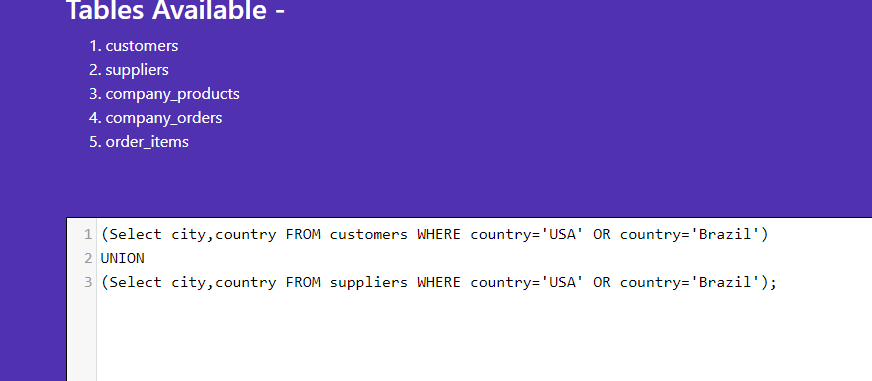 Tables Available -
1. customers
2. suppliers
3. company_products
4. company_orders
5. order_items
1 (Select city,country FROM customers WHERE country='USA' OR country='Brazil')
2 UNION
3 (Select city,country FROM suppliers WHERE country='USA' OR country='Brazil');